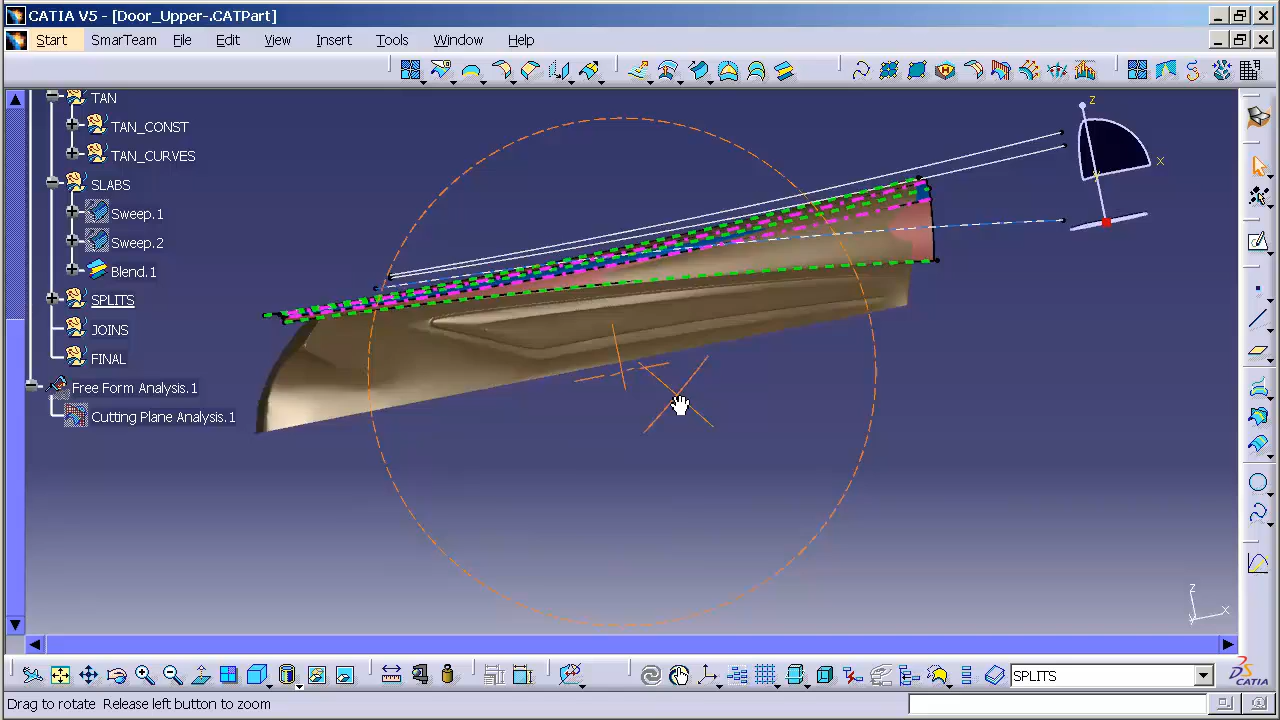 CATIA V5 - [Door_Upper-.CATPart]
Start SmarTeam File Edit View Insert Tools Window Help
TAN
TAN_CONST
TAN_CURVES
SLABS
Sweep.1
Sweep.2
Blend.1
SPLITS
JOINS
FINAL
Free Form Analysis.1
Cutting Plane Analysis.1
z
x
y
z
x
y
SPLITS
CATIA
Drag to rotate Release left button to zoom